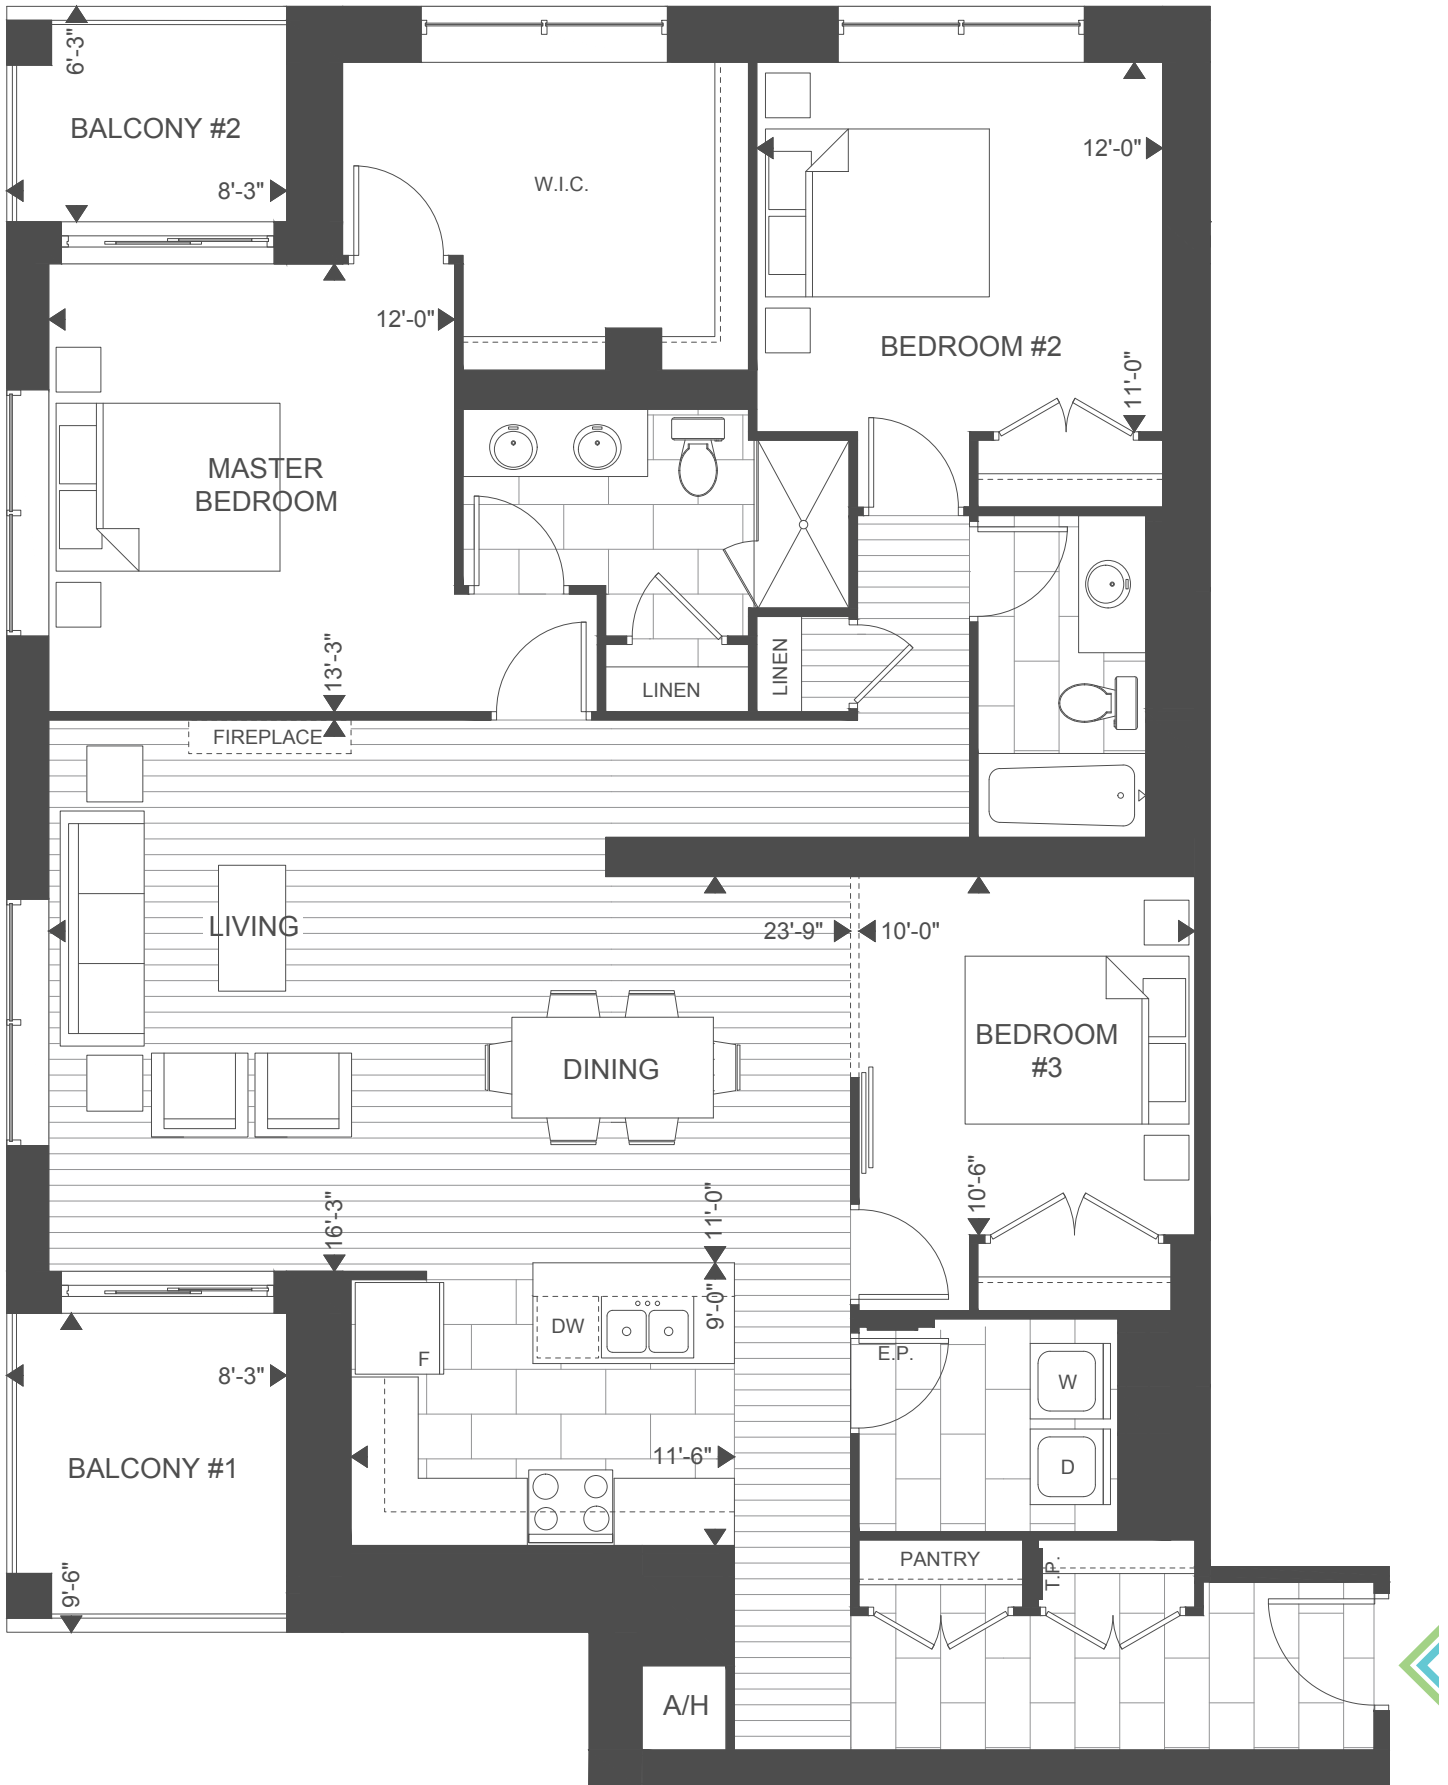 6'-3"
BALCONY #2
8'-3"
W.I.C.
12'-0"
BEDROOM #2
11'-0"
12'-0"
MASTER
BEDROOM
13'-3"
LINEN
LINEN
FIREPLACE
LIVING
23'-9"
10'-0"
DINING
BEDROOM
#3
16'-3"
11'-0"
10'-6"
9'-0"
DW
F
E.P.
W
8'-3"
BALCONY #1
11'-6"
D
9'-6"
PANTRY
T.P.
A/H